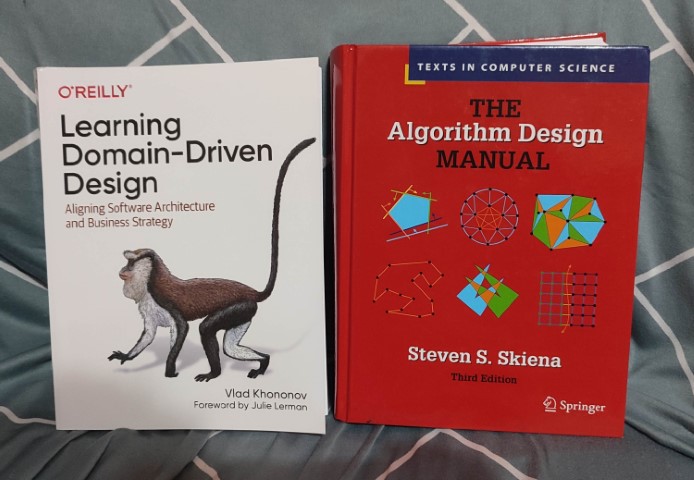 O'REILLY®
Learning
Domain-Driven
Design
Aligning Software Architecture
and Business Strategy
Vlad Khononov
Foreword by Julie Lerman
TEXTS IN COMPUTER SCIENCE
THE
Algorithm Design
MANUAL
Steven S. Skiena
Third Edition
Springer